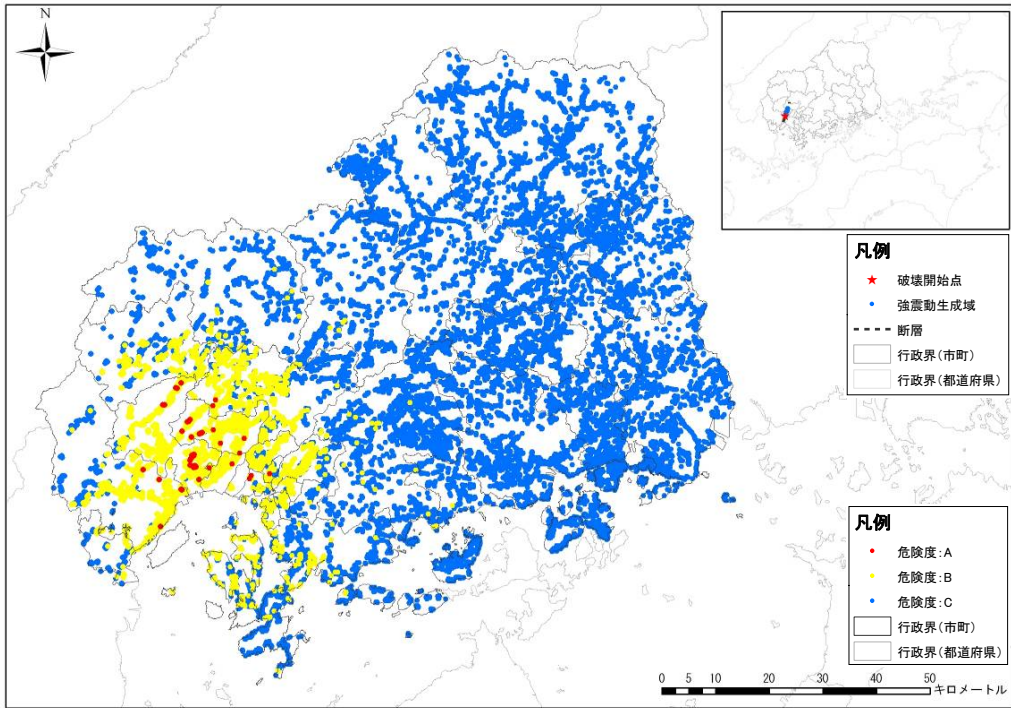 N
凡例
破壊開始点
強震動生成域
断層
行政界(市町)
行政界(都道府県)
凡例
危険度:A
危険度:B
危険度:C
行政界(市町)
行政界(都道府県)
0 5 10 20 30 40 50
キロメートル